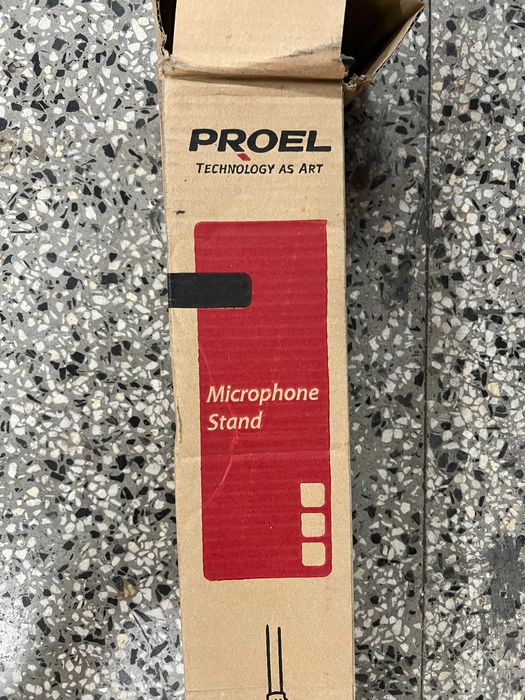 PROEL
TECHNOLOGY AS ART
Microphone
Stand